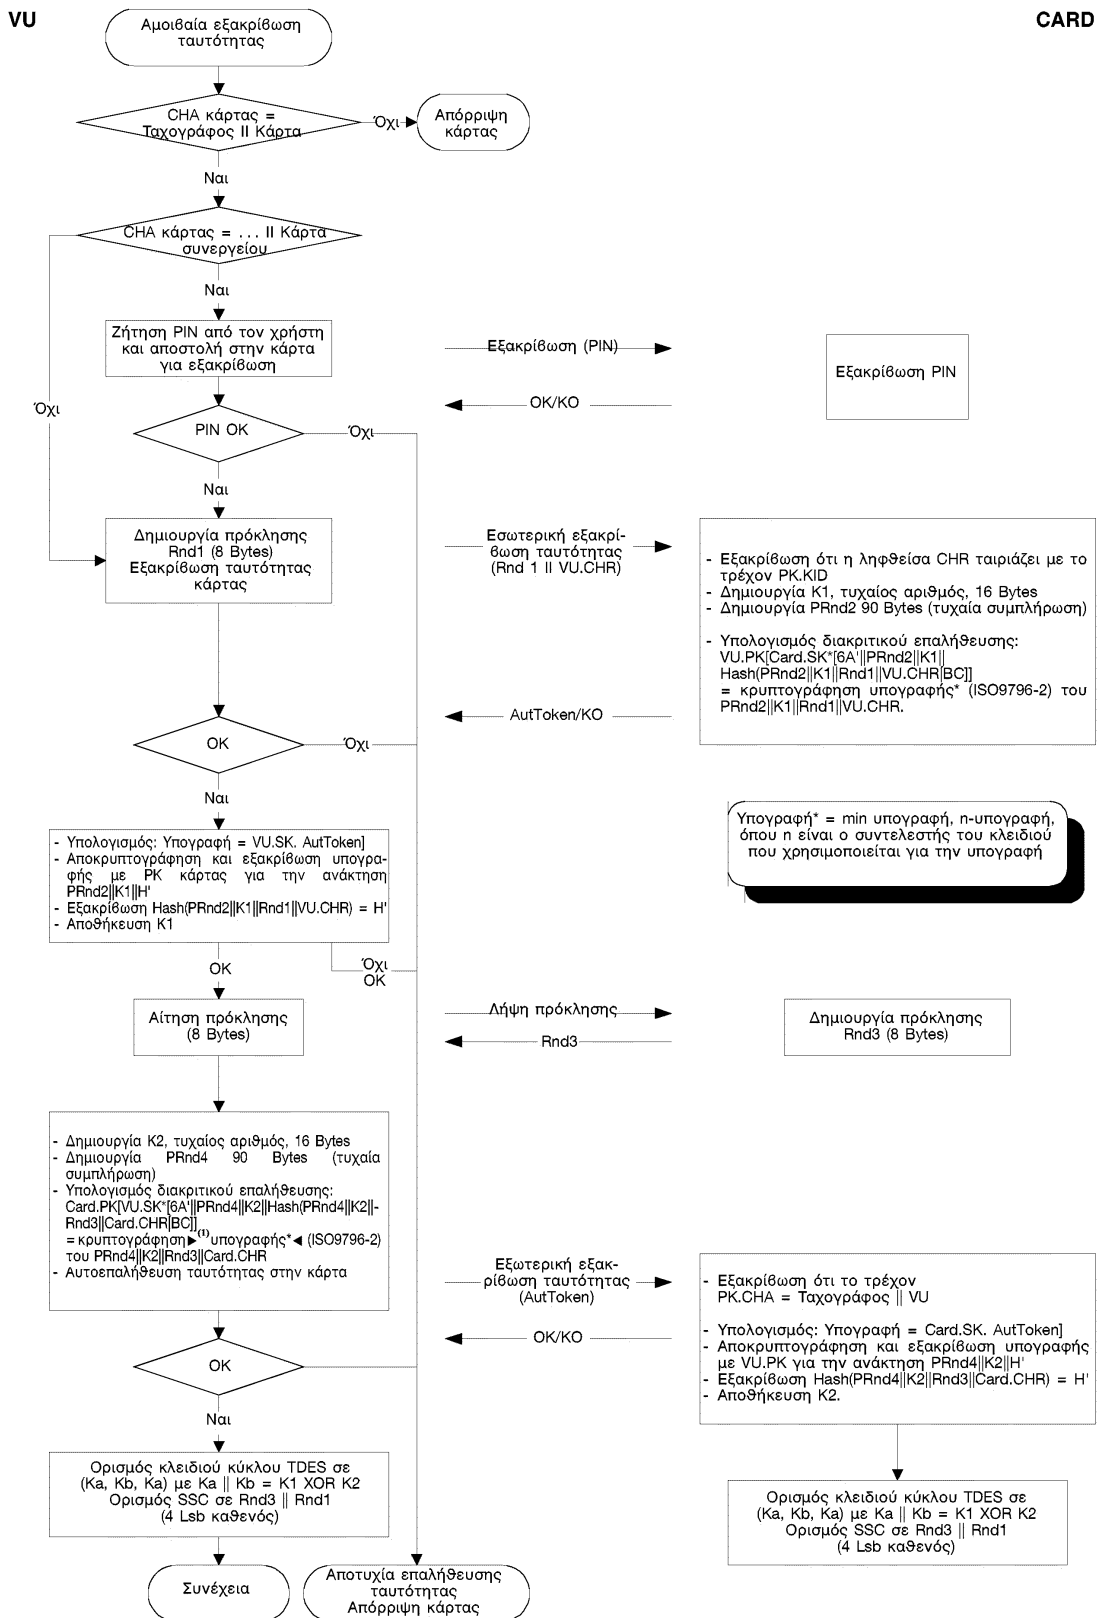 VU
CARD
Αμοιβαία εξακρίβωση
ταυτότητας
CHA κάρτας =
Ταχογράφος II Κάρτα
Όχι
Απόρριψη
κάρτας
Ναι
CHA κάρτας = ... II Κάρτα
συνεργείου
Ναι
Ζήτηση PIN από τον χρήστη
και αποστολή στην κάρτα
για εξακρίβωση
Εξακρίβωση (PIN)
Εξακρίβωση PIN
Όχι
OK/KO
PIN OK
Όχι
Ναι
Δημιουργία πρόκλησης
Rnd1 (8 Bytes)
Εξακρίβωση ταυτότητας
κάρτας
Εσωτερική εξακρί-
βωση ταυτότητας
(Rnd 1 II VU.CHR)
- Εξακρίβωση ότι η ληφθείσα CHR ταιριάζει με το
τρέχον PK.KID
- Δημιουργία K1, τυχαίος αριθμός, 16 Bytes
- Δημιουργία PRnd2 90 Bytes (τυχαία συμπλήρωση)
- Υπολογισμός διακριτικού επαλήθευσης:
VU.PK[Card.SK*[6A'||PRnd2||K1||
Hash(PRnd2||K1||Rnd1||VU.CHR|BC]]
= κρυπτογράφηση υπογραφής* (ISO9796-2) του
PRnd2||K1||Rnd1||VU.CHR.
AutToken/KO
OK
Όχι
Ναι
Υπογραφή* = min υπογραφή, n-υπογραφή,
όπου n είναι ο συντελεστής του κλειδιού
που χρησιμοποιείται για την υπογραφή
- Υπολογισμός: Υπογραφή = VU.SK. AutToken]
- Αποκρυπτογράφηση και εξακρίβωση υπογρα-
φής με PK κάρτας για την ανάκτηση
PRnd2||K1||H'
- Εξακρίβωση Hash(PRnd2||K1||Rnd1||VU.CHR) = H'
- Αποθήκευση K1
OK
Όχι
OK
Αίτηση πρόκλησης
(8 Bytes)
Λήψη πρόκλησης
Rnd3
Δημιουργία πρόκλησης
Rnd3 (8 Bytes)
- Δημιουργία K2, τυχαίος αριθμός, 16 Bytes
- Δημιουργία PRnd4 90 Bytes (τυχαία
συμπλήρωση)
- Υπολογισμός διακριτικού επαλήθευσης:
Card.PK[VU.SK*[6A'||PRnd4||K2||Hash(PRnd4||K2||-
Rnd3||Card.CHR|BC]]
= κρυπτογράφηση ►(1) υπογραφής* ◄ (ISO9796-2)
του PRnd4||K2||Rnd3||Card.CHR
- Αυτοεπαλήθευση ταυτότητας στην κάρτα
Εξωτερική εξακ-
ρίβωση ταυτότητας
(AutToken)
OK/KO
- Εξακρίβωση ότι το τρέχον
PK.CHA = Ταχογράφος || VU
- Υπολογισμός: Υπογραφή = Card.SK. AutToken]
- Αποκρυπτογράφηση και εξακρίβωση υπογραφής
με VU.PK για την ανάκτηση PRnd4||K2||H'
- Εξακρίβωση Hash(PRnd4||K2||Rnd3||Card.CHR) = H'
- Αποθήκευση K2.
OK
Ναι
Ορισμός κλειδιού κύκλου TDES σε
(Ka, Kb, Ka) με Ka || Kb = K1 XOR K2
Ορισμός SSC σε Rnd3 || Rnd1
(4 Lsb καθενός)
Ορισμός κλειδιού κύκλου TDES σε
(Ka, Kb, Ka) με Ka || Kb = K1 XOR K2
Ορισμός SSC σε Rnd3 || Rnd1
(4 Lsb καθενός)
Συνέχεια
Αποτυχία επαλήθευσης
ταυτότητας
Απόρριψη κάρτας